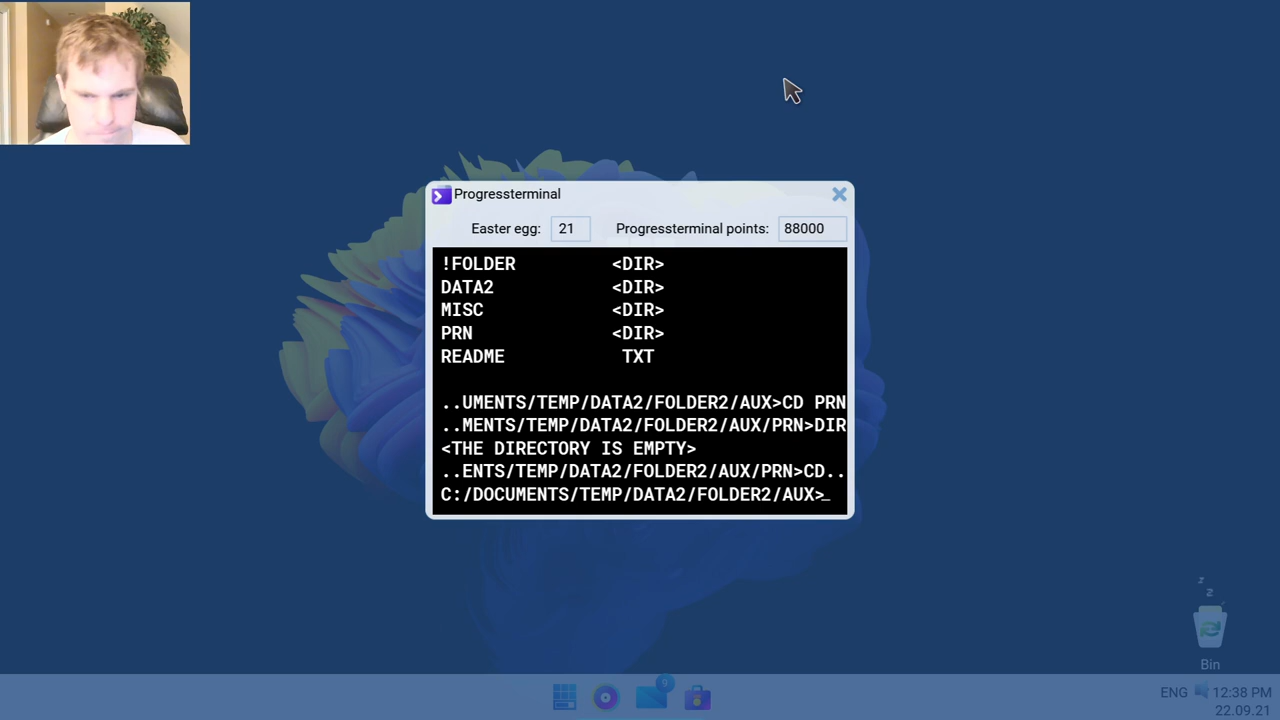 Progressterminal
Easter egg: 21 Progressterminal points: 88000
!FOLDER <DIR>
DATA2 <DIR>
MISC <DIR>
PRN <DIR>
README TXT
..UMENTS/TEMP/DATA2/FOLDER2/AUX>CD PRN
..MENTS/TEMP/DATA2/FOLDER2/AUX/PRN>DIR
<THE DIRECTORY IS EMPTY>
..ENTS/TEMP/DATA2/FOLDER2/AUX/PRN>CD..
C:/DOCUMENTS/TEMP/DATA2/FOLDER2/AUX>_
z
z
Bin
9
ENG 12:38 PM
22.09.21